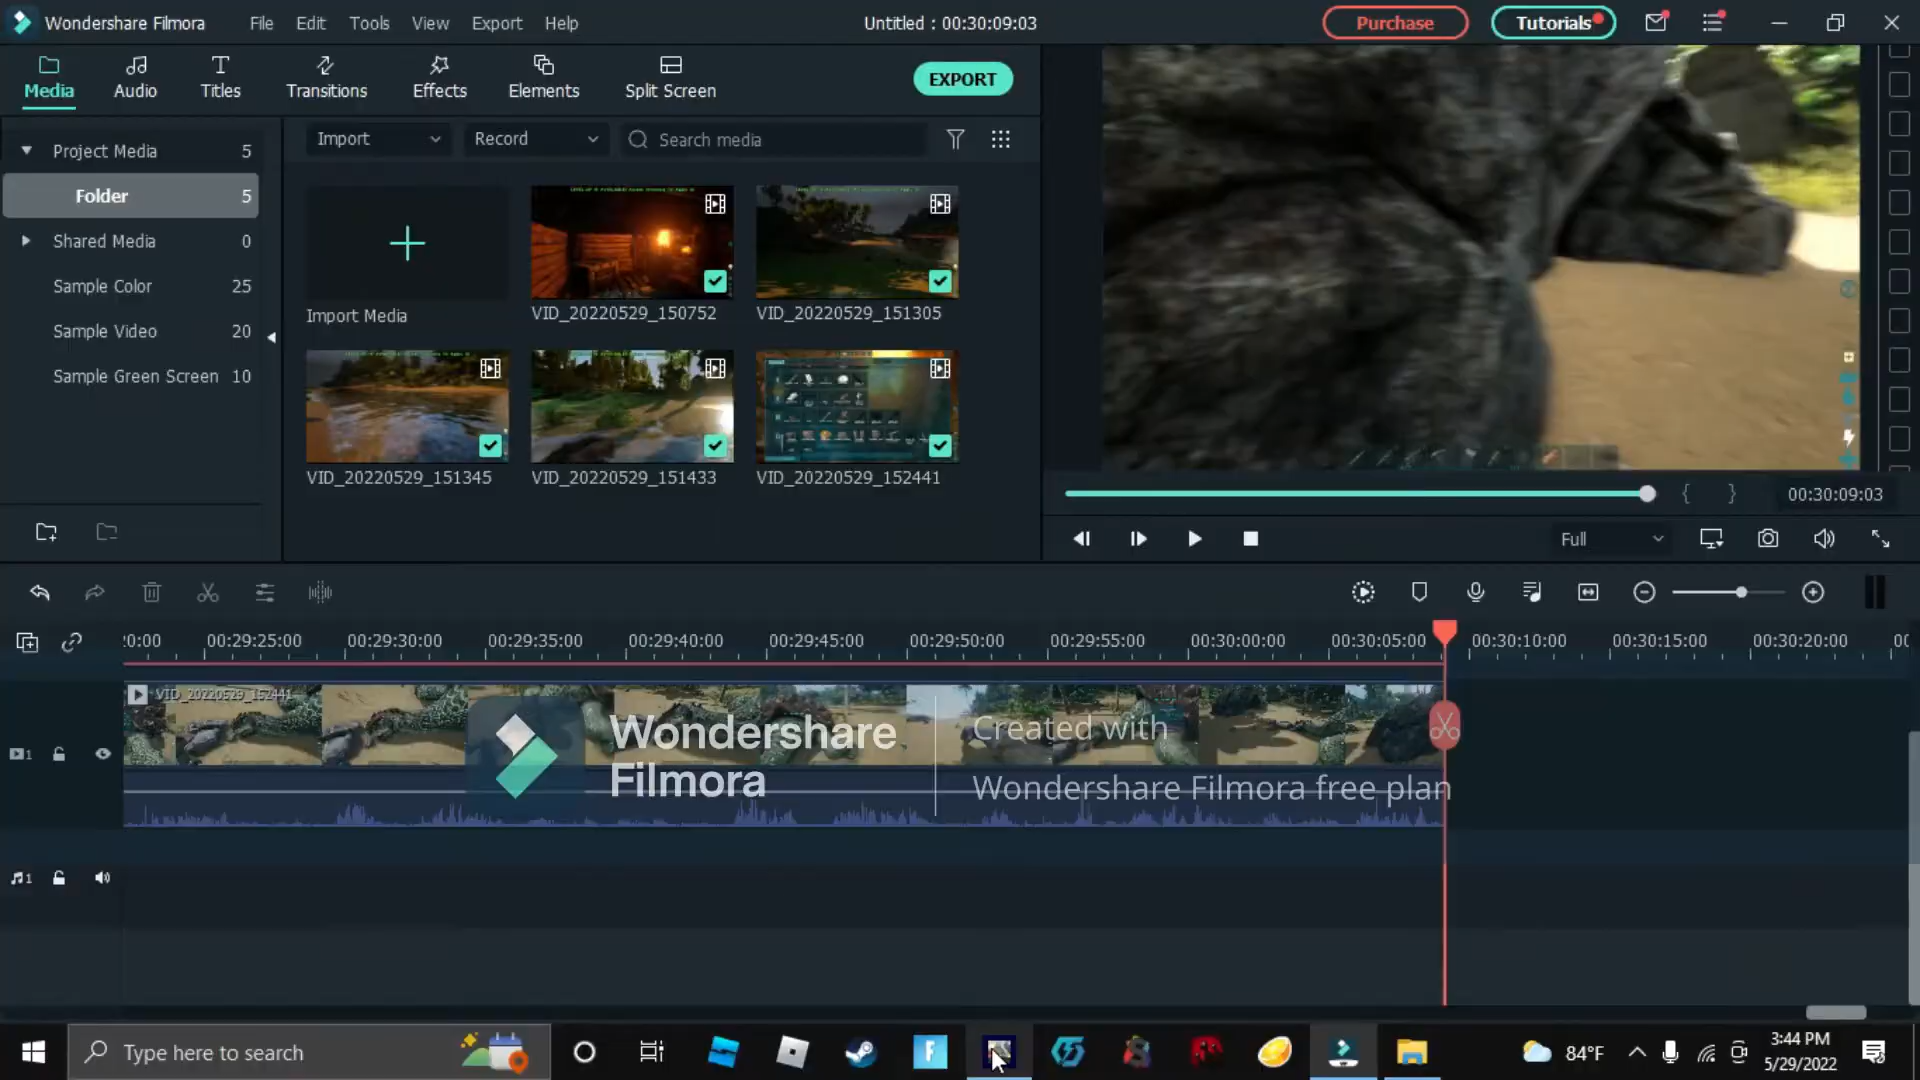 Wondershare Filmora File Edit Tools View Export Help Untitled : 00:30:09:03 Purchase Tutorials
Media Audio Titles Transitions Effects Elements Split Screen EXPORT
Project Media 5
Folder 5
Shared Media 0
Sample Color 25
Sample Video 20
Sample Green Screen 10
Import Record Search media
Import Media
VID_20220529_150752
VID_20220529_151305
VID_20220529_151345
VID_20220529_151433
VID_20220529_152441
{ } 00:30:09:03
Full
:0:00 00:29:25:00 00:29:30:00 00:29:35:00 00:29:40:00 00:29:45:00 00:29:50:00 00:29:55:00 00:30:00:00 00:30:05:00 00:30:10:00 00:30:15:00 00:30:20:00
VID_20220529_152441
Wondershare
Filmora
Created with
Wondershare Filmora free plan
1
1
Type here to search
84°F
3:44 PM
5/29/2022